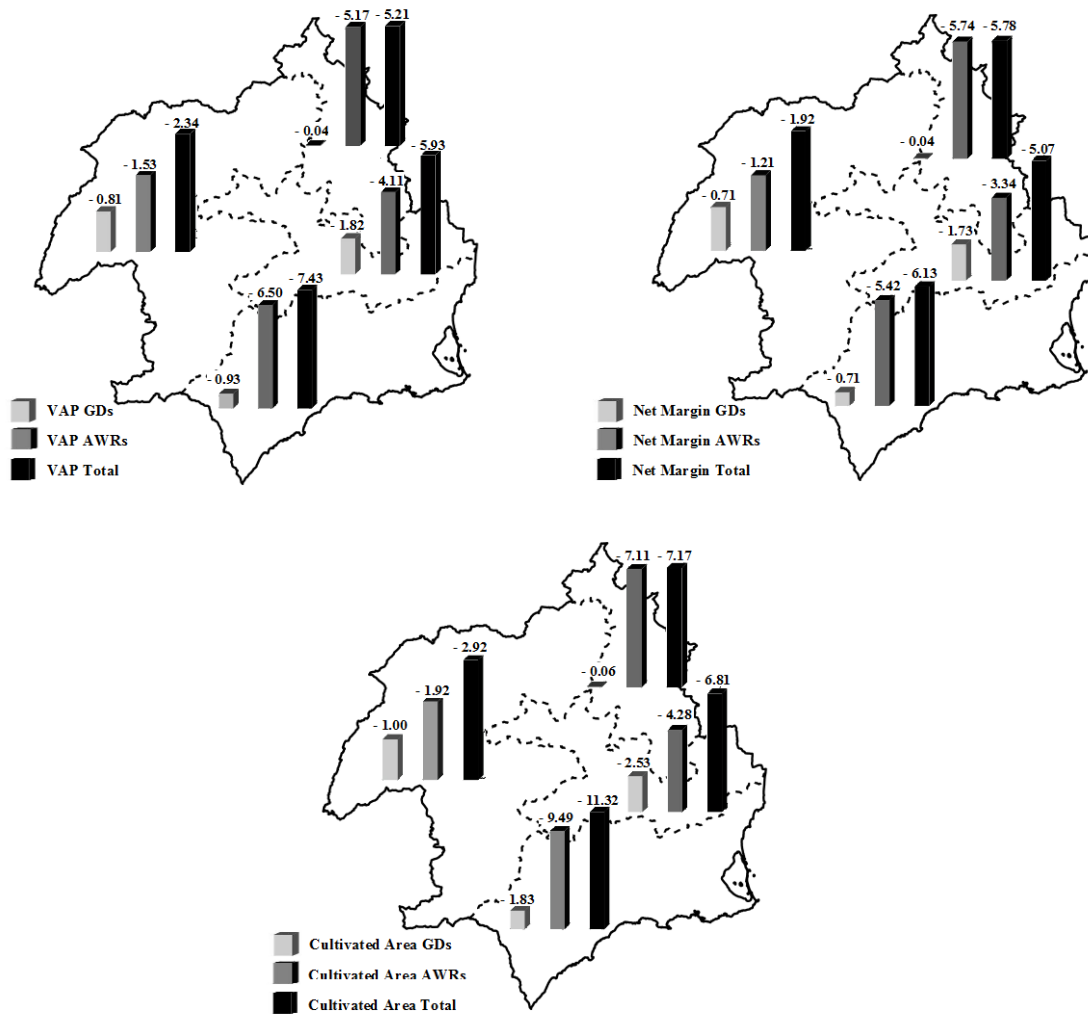 - 5.17 - 5.21
- 2.34
- 0.04
- 5.93
- 1.53
- 4.11
- 0.81
- 1.82
- 7.43
- 6.50
- 0.93
VAP GDs
VAP AWRs
VAP Total
- 5.74 - 5.78
- 1.92
- 0.04
- 5.07
- 1.21
- 3.34
- 0.71
- 1.73
- 6.13
- 5.42
- 0.71
Net Margin GDs
Net Margin AWRs
Net Margin Total
- 7.11 - 7.17
- 2.92
- 0.06
- 6.81
- 1.92
- 4.28
- 1.00
- 2.53
- 11.32
- 9.49
- 1.83
Cultivated Area GDs
Cultivated Area AWRs
Cultivated Area Total